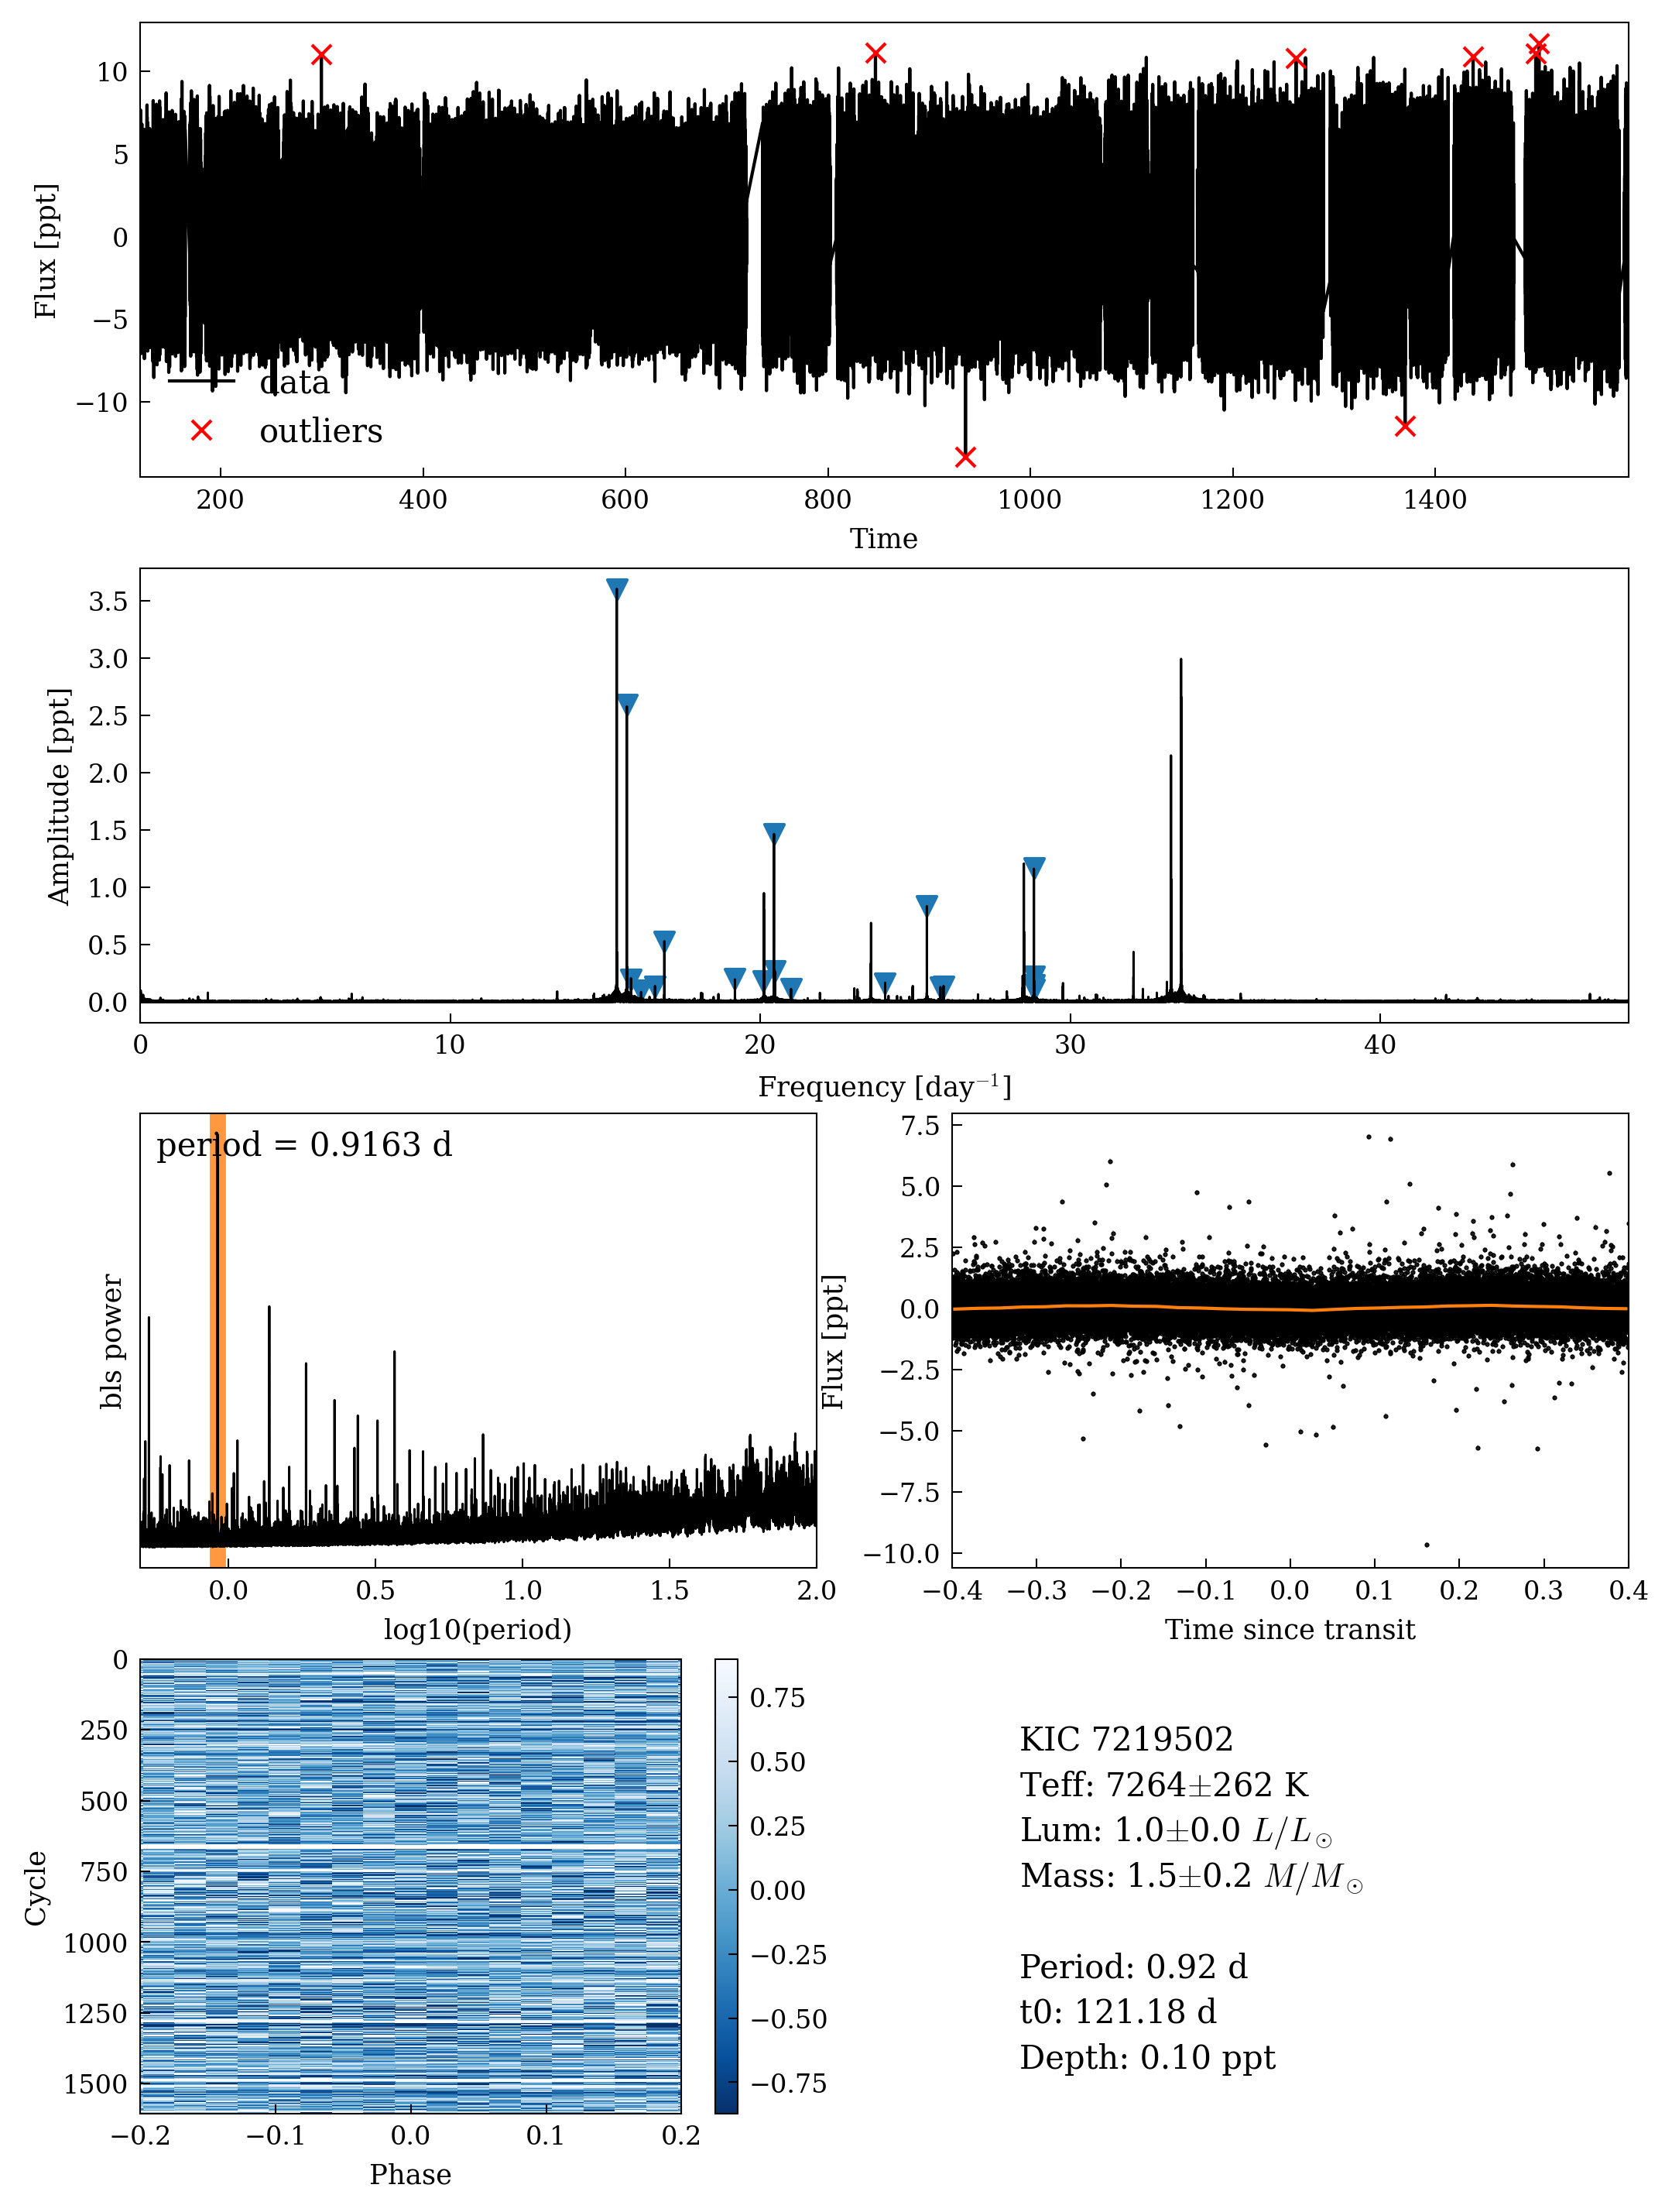 10
5
0
−5
−10
Flux [ppt]
data
outliers
200 400 600 800 1000 1200 1400
Time
3.5
3.0
2.5
2.0
1.5
1.0
0.5
0.0
Amplitude [ppt]
0 10 20 30 40
Frequency [day⁻¹]
period = 0.9163 d
bls power
0.0 0.5 1.0 1.5 2.0
log10(period)
7.5
5.0
2.5
0.0
−2.5
−5.0
−7.5
−10.0
Flux [ppt]
−0.4 −0.3 −0.2 −0.1 0.0 0.1 0.2 0.3 0.4
Time since transit
0
250
500
750
1000
1250
1500
Cycle
−0.2 −0.1 0.0 0.1 0.2
Phase
0.75
0.50
0.25
0.00
−0.25
−0.50
−0.75
KIC 7219502
Teff: 7264±262 K
Lum: 1.0±0.0 L/L⊙
Mass: 1.5±0.2 M/M⊙
Period: 0.92 d
t0: 121.18 d
Depth: 0.10 ppt